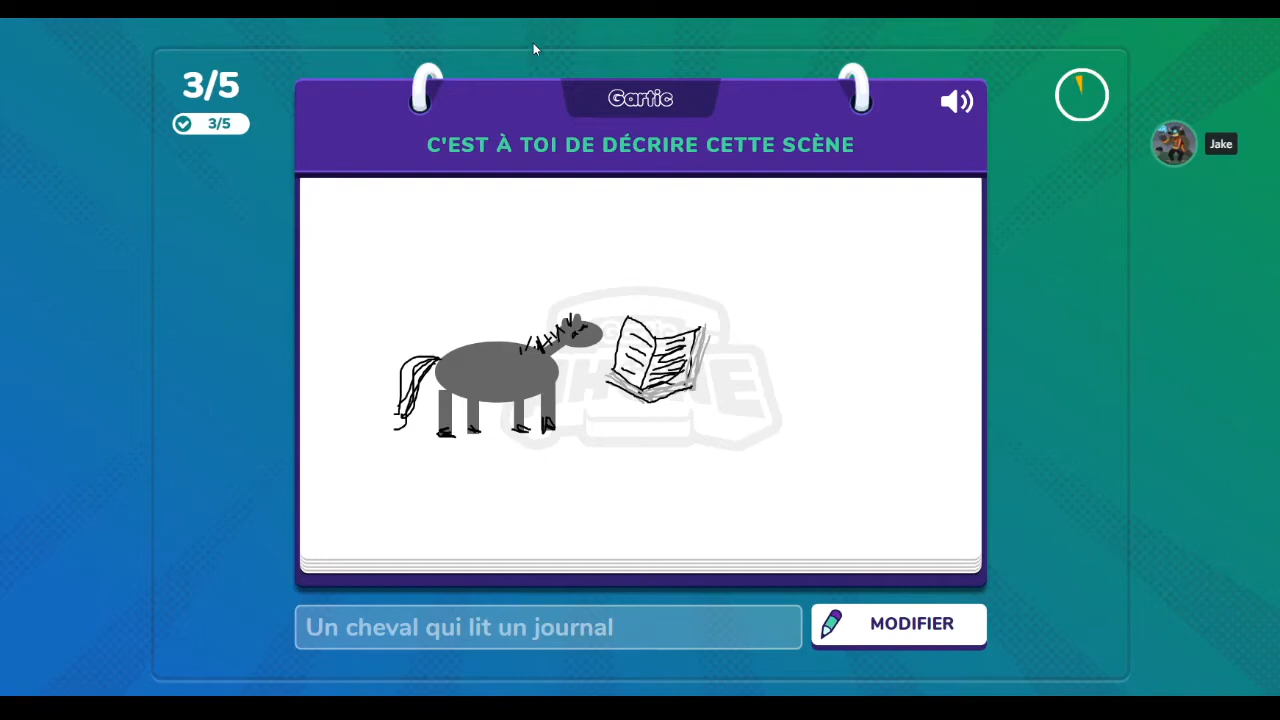 3/5
3/5
Gartic
C'EST À TOI DE DÉCRIRE CETTE SCÈNE
Jake
Un cheval qui lit un journal
MODIFIER